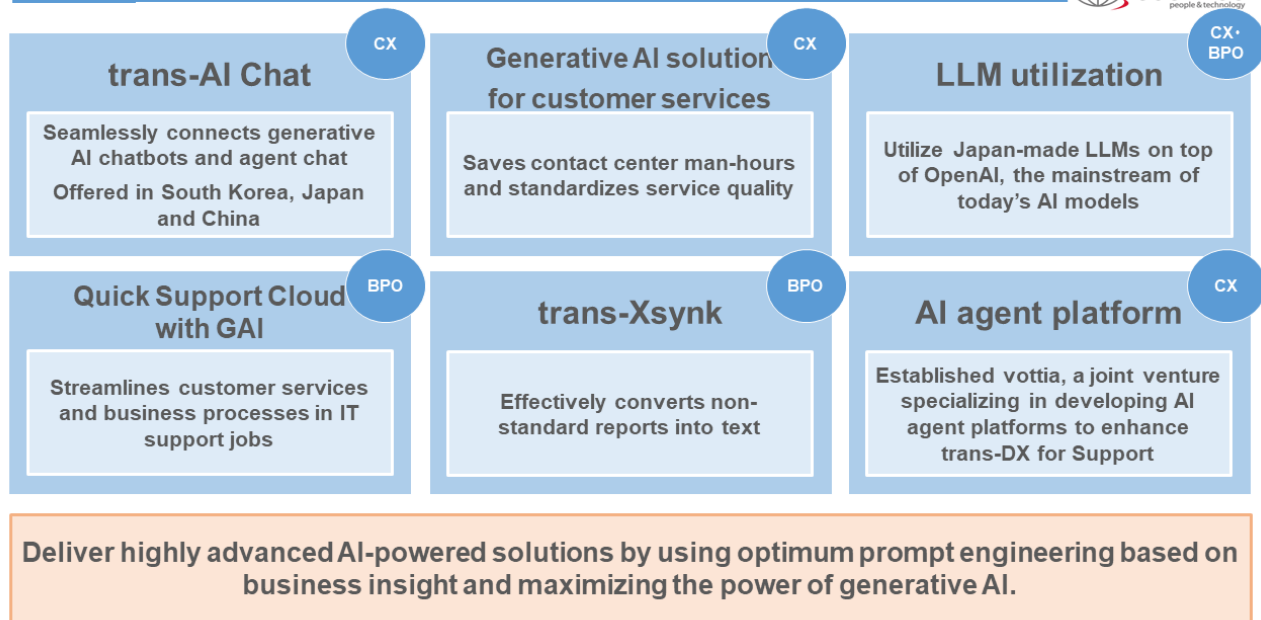 people & technology
CX
trans-AI Chat
Seamlessly connects generative
AI chatbots and agent chat
Offered in South Korea, Japan
and China
CX
Generative AI solution
for customer services
Saves contact center man-hours
and standardizes service quality
CX・
BPO
LLM utilization
Utilize Japan-made LLMs on top
of OpenAI, the mainstream of
today's AI models
BPO
Quick Support Cloud
with GAI
Streamlines customer services
and business processes in IT
support jobs
BPO
trans-Xsynk
Effectively converts non-
standard reports into text
CX
AI agent platform
Established vottia, a joint venture
specializing in developing AI
agent platforms to enhance
trans-DX for Support
Deliver highly advanced AI-powered solutions by using optimum prompt engineering based on
business insight and maximizing the power of generative AI.